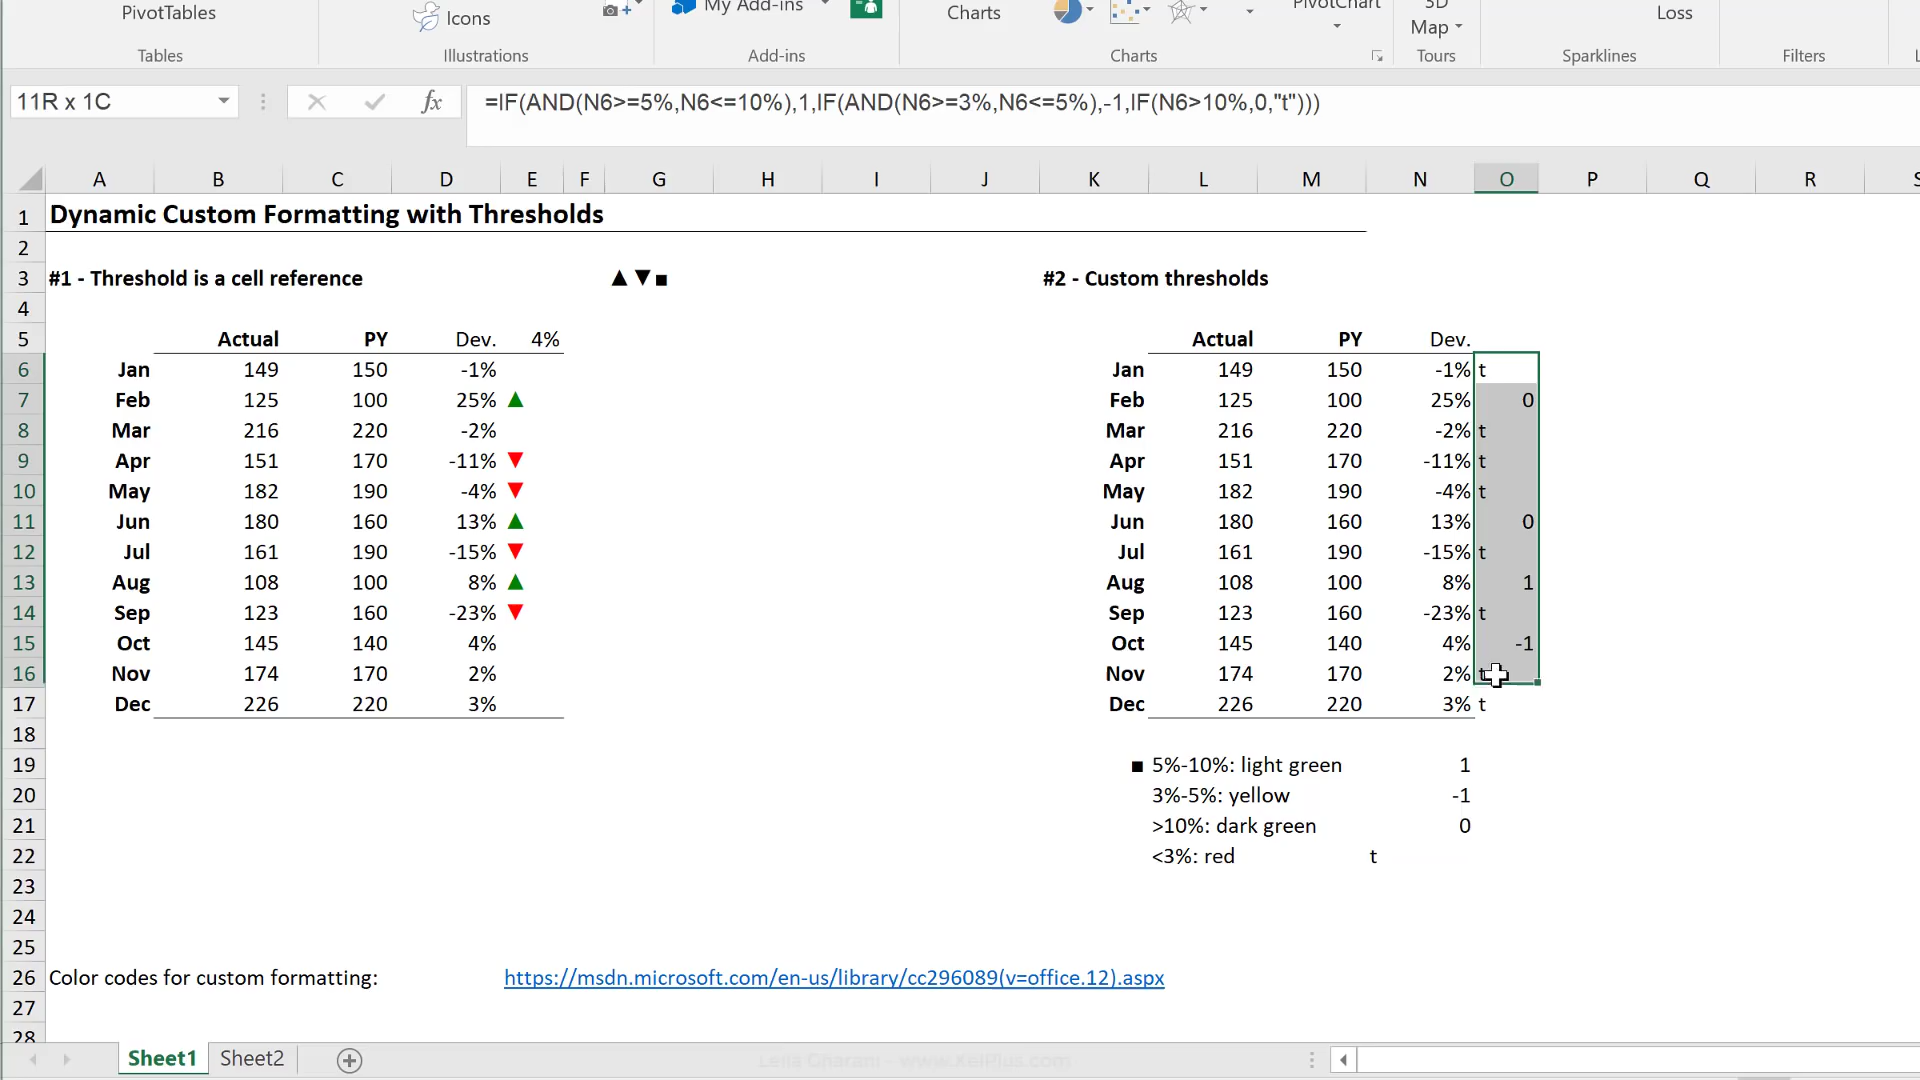 PivotTables Icons My Add-ins Charts PivotChart 3D Map Loss
Tables Illustrations Add-ins Charts Tours Sparklines Filters
11R x 1C fx =IF(AND(N6>=5%,N6<=10%),1,IF(AND(N6>=3%,N6<=5%),-1,IF(N6>10%,0,"t")))
A B C D E F G H I J K L M N O P Q R S
1 Dynamic Custom Formatting with Thresholds
2
3 #1 - Threshold is a cell reference ▲▼■ #2 - Custom thresholds
4
5 Actual PY Dev. 4% Actual PY Dev.
6 Jan 149 150 -1% Jan 149 150 -1% t
7 Feb 125 100 25% ▲ Feb 125 100 25% 0
8 Mar 216 220 -2% Mar 216 220 -2% t
9 Apr 151 170 -11% ▼ Apr 151 170 -11% t
10 May 182 190 -4% ▼ May 182 190 -4% t
11 Jun 180 160 13% ▲ Jun 180 160 13% 0
12 Jul 161 190 -15% ▼ Jul 161 190 -15% t
13 Aug 108 100 8% ▲ Aug 108 100 8% 1
14 Sep 123 160 -23% ▼ Sep 123 160 -23% t
15 Oct 145 140 4% Oct 145 140 4% -1
16 Nov 174 170 2% Nov 174 170 2% t
17 Dec 226 220 3% Dec 226 220 3% t
18
19 ■ 5%-10%: light green 1
20 3%-5%: yellow -1
21 >10%: dark green 0
22 <3%: red t
23
24
25
26 Color codes for custom formatting: https://msdn.microsoft.com/en-us/library/cc296089(v=office.12).aspx
27
28
Sheet1 Sheet2 Leila Gharani - www.XelPlus.com